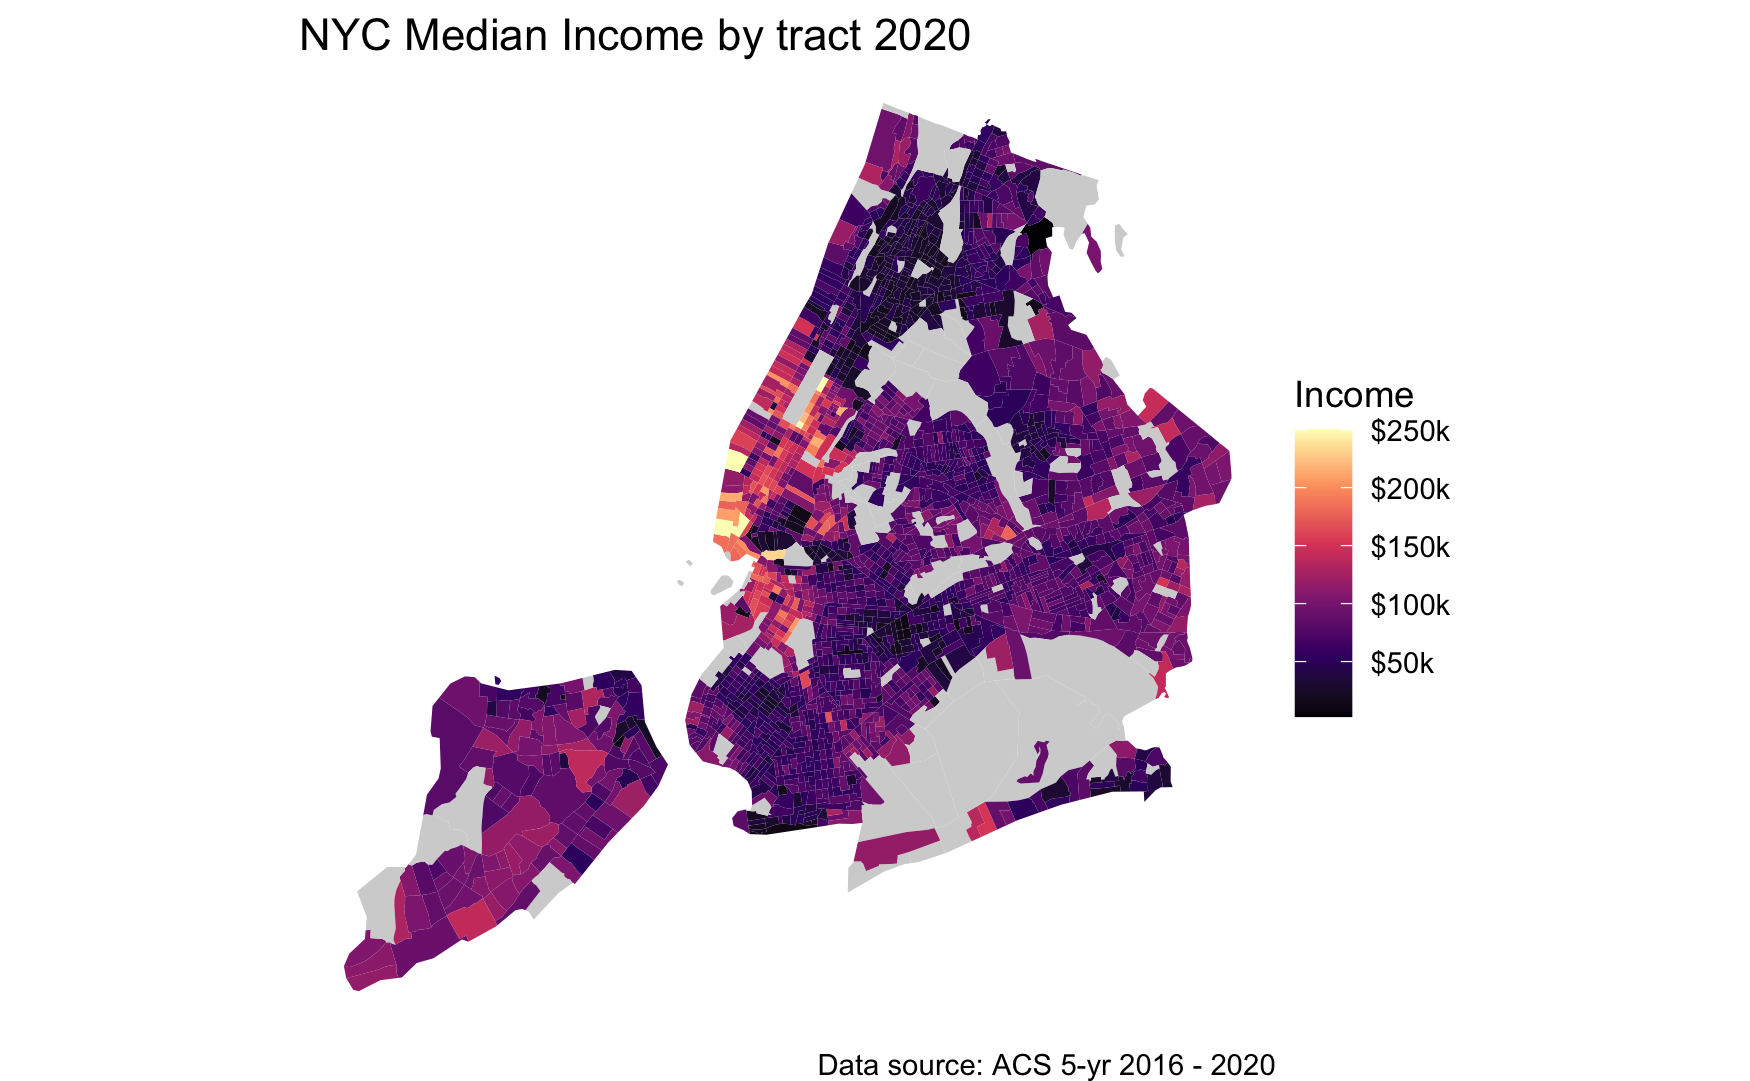 NYC Median Income by tract 2020
Income
$250k
$200k
$150k
$100k
$50k
Data source: ACS 5-yr 2016 - 2020